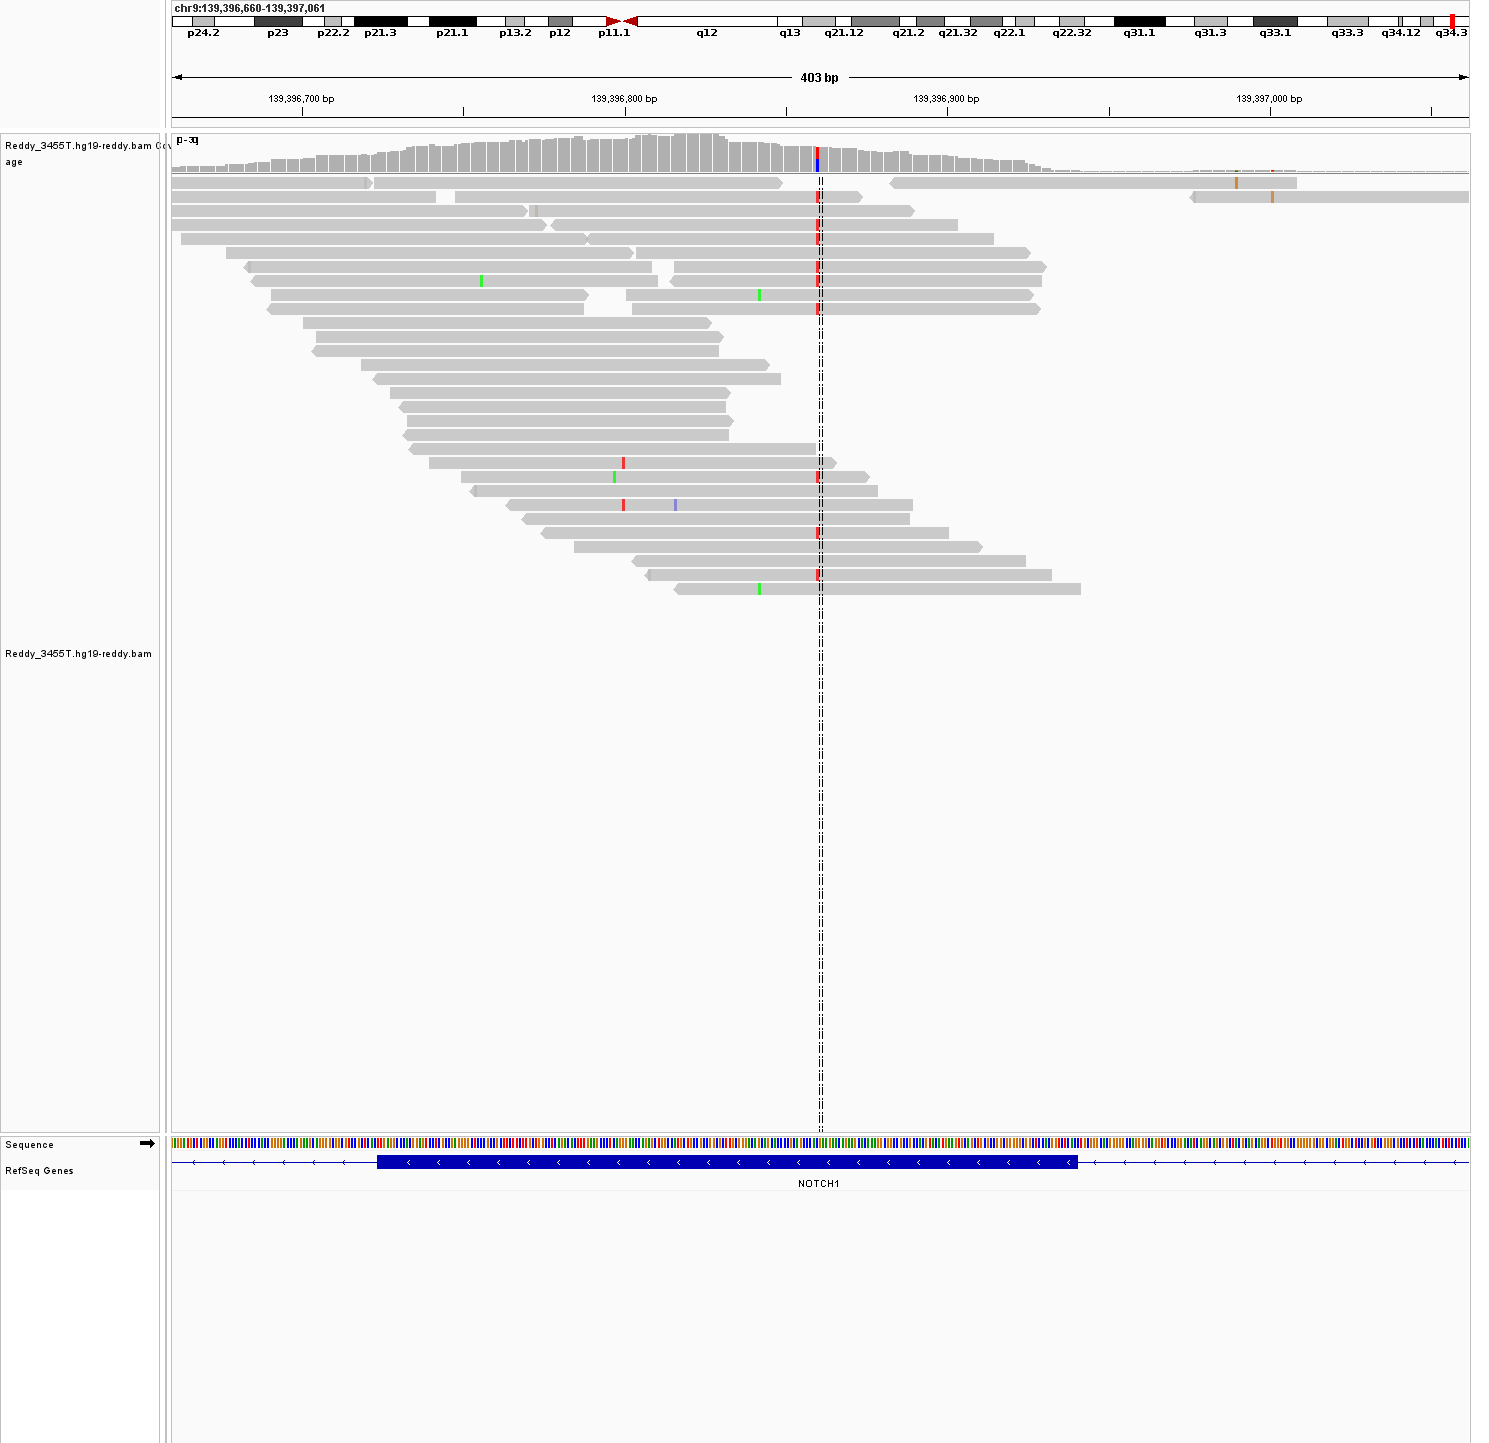 chr9:139,396,660-139,397,061
p24.2 p23 p22.2 p21.3 p21.1 p13.2 p12 p11.1 q12 q13 q21.12 q21.2 q21.32 q22.1 q22.32 q31.1 q31.3 q33.1 q33.3 q34.12 q34.3
403 bp
139,396,700 bp 139,396,800 bp 139,396,900 bp 139,397,000 bp
Reddy_3455T.hg19-reddy.bam Cov
age
Reddy_3455T.hg19-reddy.bam
Sequence
RefSeq Genes
NOTCH1